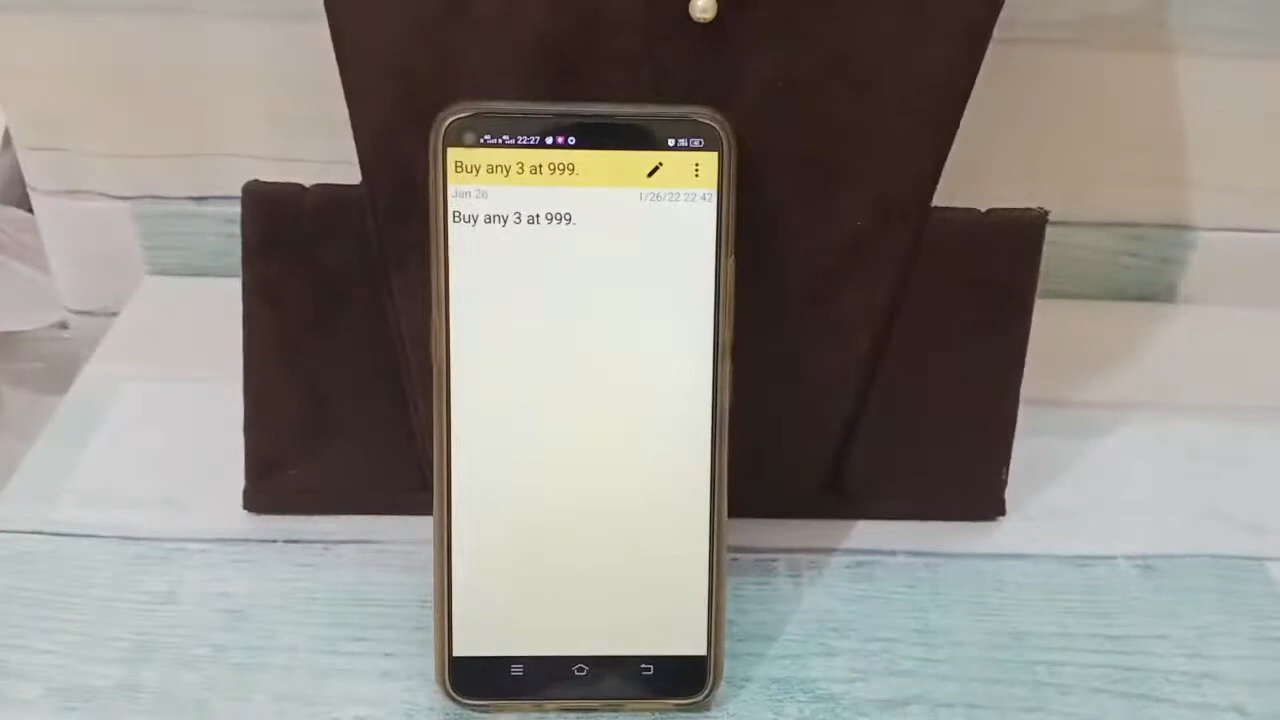 22:27
Buy any 3 at 999.
Jan 26
1/26/22 22 42
Buy any 3 at 999.